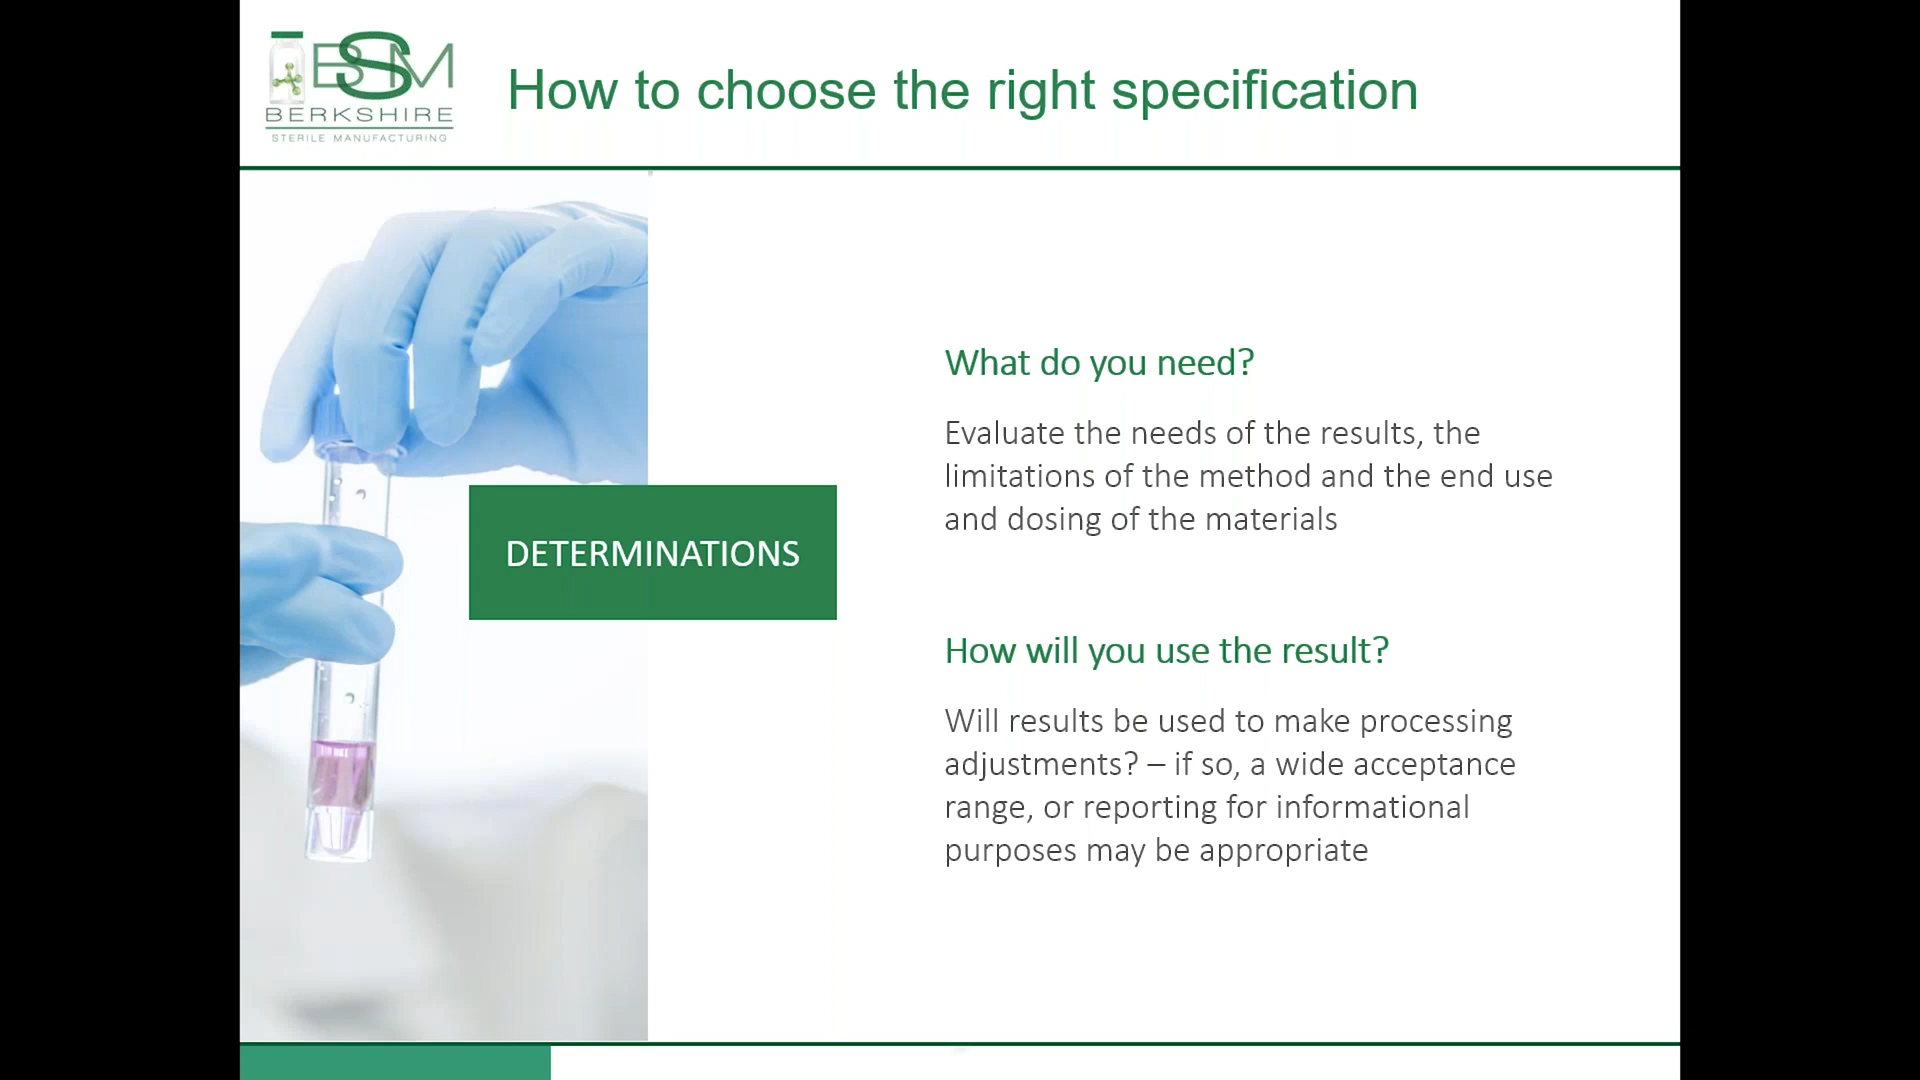 BSM
BERKSHIRE
STERILE MANUFACTURING
How to choose the right specification
DETERMINATIONS
What do you need?
Evaluate the needs of the results, the
limitations of the method and the end use
and dosing of the materials
How will you use the result?
Will results be used to make processing
adjustments? – if so, a wide acceptance
range, or reporting for informational
purposes may be appropriate